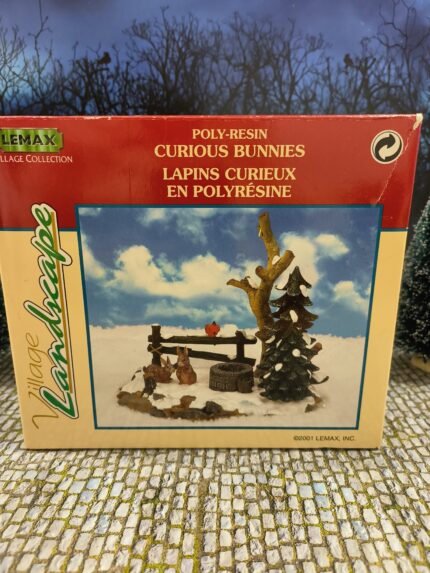 LEMAX
VILLAGE COLLECTION
POLY-RESIN
CURIOUS BUNNIES
LAPINS CURIEUX
EN POLYRÉSINE
Village
Landscape
©2001 LEMAX, INC.